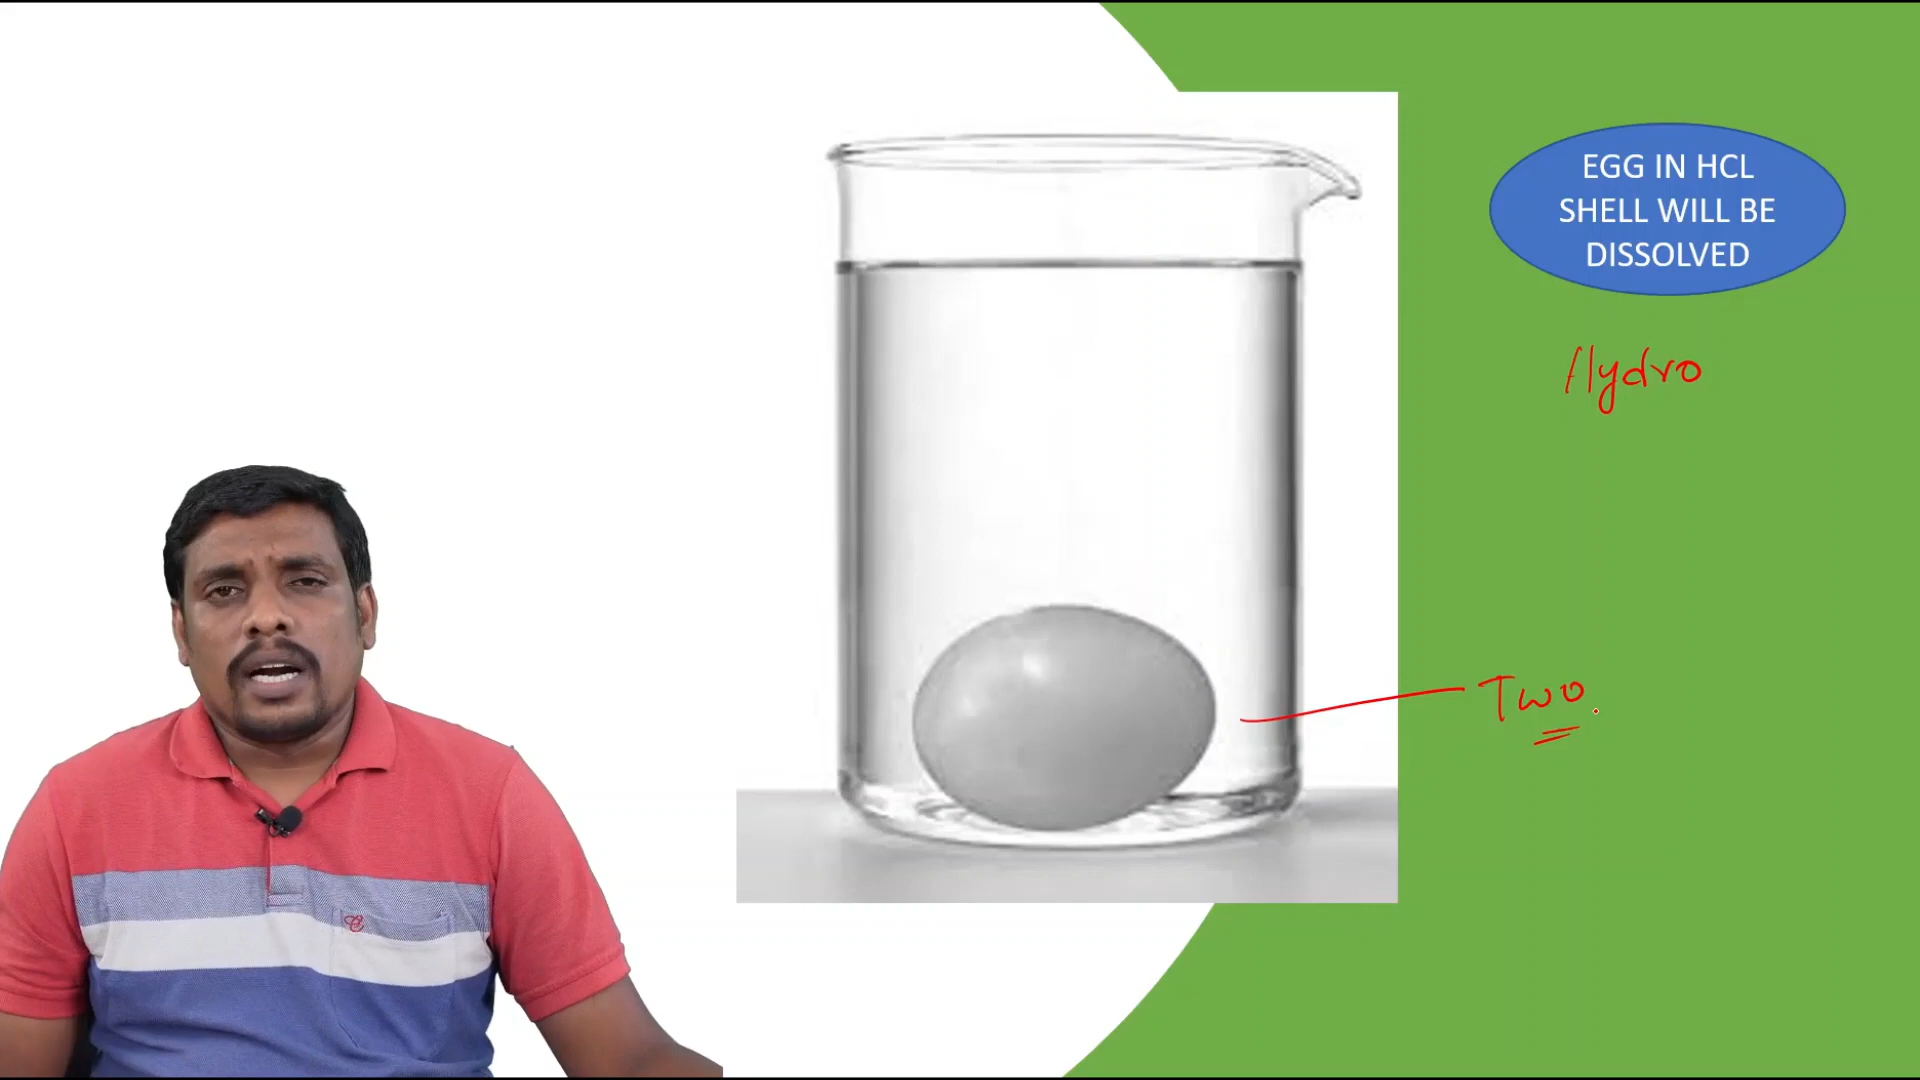 EGG IN HCL
SHELL WILL BE
DISSOLVED
Hydro
Two